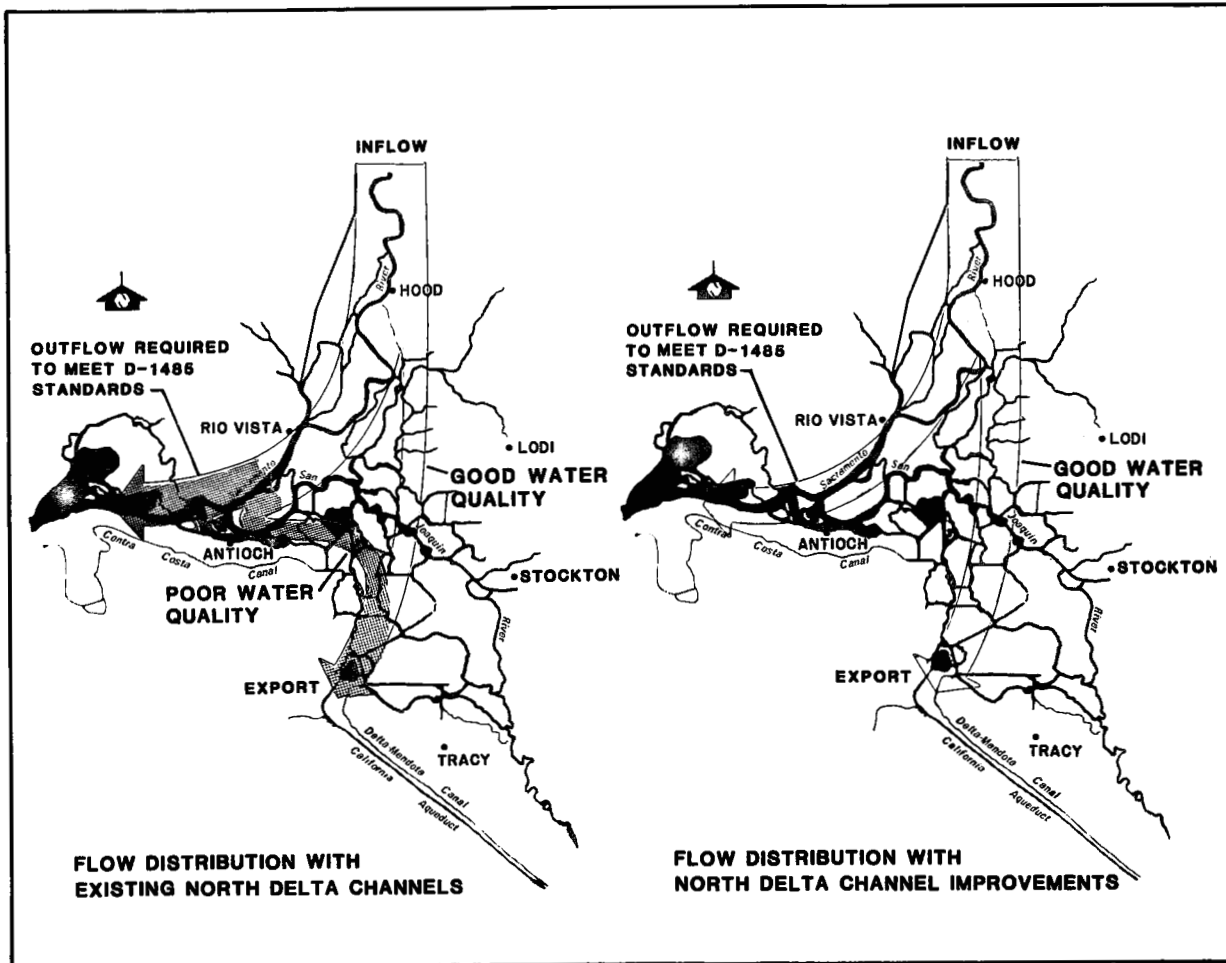 INFLOW
River
HOOD
OUTFLOW REQUIRED
TO MEET D-1485
STANDARDS
RIO VISTA
LODI
San
GOOD WATER
QUALITY
Joaquin
ANTIOCH
Contra
Costa
Canal
STOCKTON
POOR WATER
QUALITY
River
EXPORT
TRACY
Delta-Mendota
Canal
California
Aqueduct
FLOW DISTRIBUTION WITH
EXISTING NORTH DELTA CHANNELS
INFLOW
River
HOOD
OUTFLOW REQUIRED
TO MEET D-1485
STANDARDS
RIO VISTA
LODI
Sacramento
San
GOOD WATER
QUALITY
Joaquin
ANTIOCH
Contra
Costa
Canal
STOCKTON
River
EXPORT
TRACY
Delta-Mendota
Canal
California
Aqueduct
FLOW DISTRIBUTION WITH
NORTH DELTA CHANNEL IMPROVEMENTS